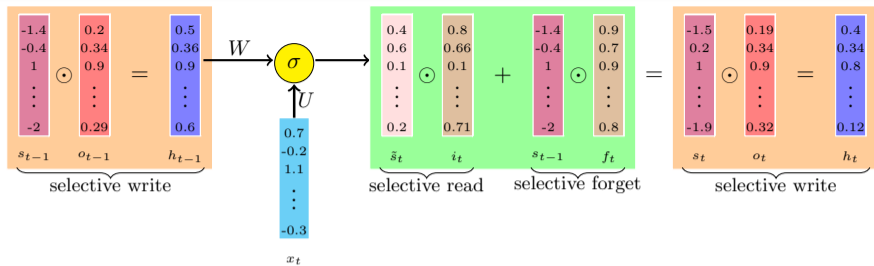 -1.4 0.2 0.5 0.4 0.8 -1.4 0.9 -1.5 0.19 0.4
-0.4 0.34 0.36 W 0.6 0.66 -0.4 0.7 0.2 0.34 0.34
1 ⊙ 0.9 = 0.9 σ 0.1 ⊙ 0.1 + 1 ⊙ 0.9 = 1 ⊙ 0.9 = 0.8
⋮ ⋮ ⋮ U ⋮ ⋮ ⋮ ⋮ ⋮ ⋮ ⋮
-2 0.29 0.6 0.7 0.2 0.71 -2 0.8 -1.9 0.32 0.12
-0.2
s_{t−1} o_{t−1} h_{t−1} s̃_t i_t s_{t−1} f_t s_t o_t h_t
1.1
selective write selective read selective forget selective write
⋮
-0.3
x_t